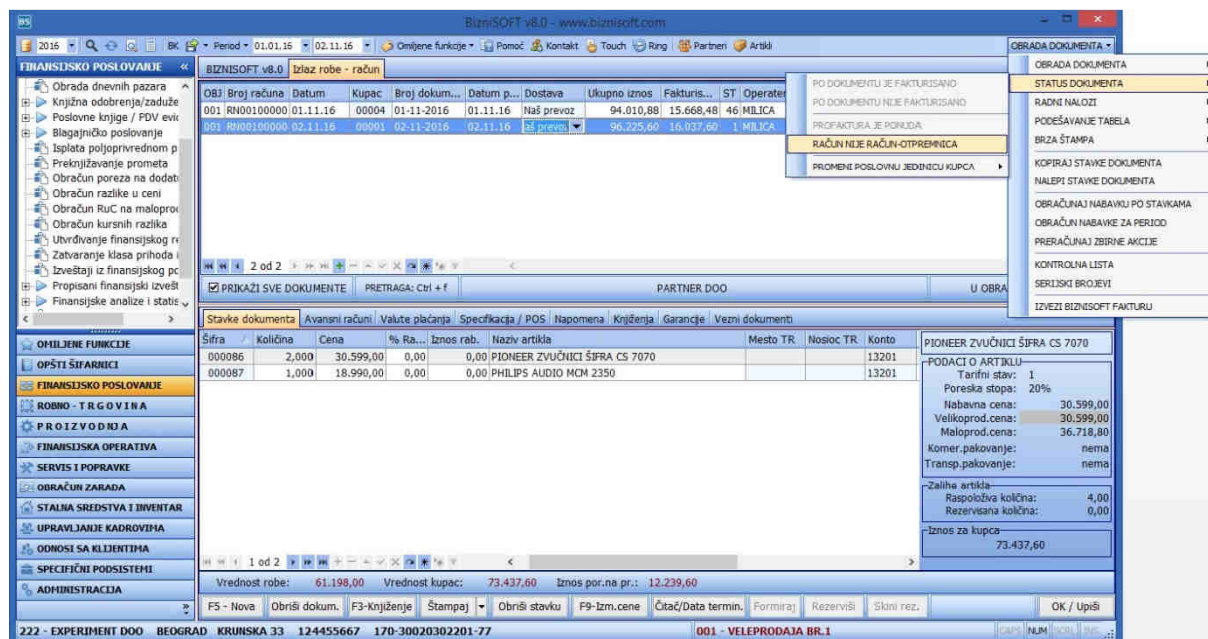 BS BizniSOFT v8.0 - www.biznisoft.com
2016 BK Period 01.01.16 02.11.16 Omiljene funkcije Pomoć Kontakt Touch Ring Partneri Artikli OBRADA DOKUMENTA
FINANSIJSKO POSLOVANJE «
Obrada dnevnih pazara
Knjižna odobrenja/zaduže
Poslovne knjige / PDV evic
Blagajničko poslovanje
Isplata poljoprivrednom p
Preknjižavanje prometa
Obračun poreza na dodat
Obračun razlike u ceni
Obračun RuC na maloproc
Obračun kursnih razlika
Utvrđivanje finansijskog re
Zatvaranje klasa prihoda i
Izveštaji iz finansijskog pc
Propisani finansijski izvešt
Finansijske analize i statis
OMILJENE FUNKCIJE
OPŠTI ŠIFARNICI
FINANSIJSKO POSLOVANJE
ROBNO - T R G O V I N A
P R O I Z V O D NJ A
FINANSIJSKA OPERATIVA
SERVIS I POPRAVKE
OBRAČUN ZARADA
STALNA SREDSTVA I INVENTAR
UPRAVLJANJE KADROVIMA
ODNOSI SA KLIJENTIMA
SPECIFIČNI PODSISTEMI
ADMINISTRACIJA
BIZNISOFT v8.0 Izlaz robe - račun
OBJ Broj računa Datum Kupac Broj dokum... Datum p... Dostava Ukupno iznos Fakturis... ST Operater
001 RN00100000 01.11.16 00004 01-11-2016 01.11.16 Naš prevoz 94.010,88 15.668,48 46 MILICA
001 RN00100000 02.11.16 00001 02-11-2016 02.11.16 aš prevoz 96.225,60 16.037,60 1 MILICA
PO DOKUMENTU JE FAKTURISANO
PO DOKUMENTU NIJE FAKTURISANO
PROFAKTURA JE PONUDA
RAČUN NIJE RAČUN-OTPREMNICA
PROMENI POSLOVNU JEDINICU KUPCA
OBRADA DOKUMENTA
STATUS DOKUMENTA
RADNI NALOZI
PODEŠAVANJE TABELA
BRZA ŠTAMPA
KOPIRAJ STAVKE DOKUMENTA
NALEPI STAVKE DOKUMENTA
OBRAČUNAJ NABAVKU PO STAVKAMA
OBRAČUN NABAVKE ZA PERIOD
PRERAČUNAJ ZBIRNE AKCIJE
KONTROLNA LISTA
SERIJSKI BROJEVI
IZVEZI BIZNISOFT FAKTURU
2 od 2
PRIKAŽI SVE DOKUMENTE PRETRAGA: Ctrl + f PARTNER DOO U OBRA
Stavke dokumenta Avansni računi Valute plaćanja Specifikacija / POS Napomena Knjiženja Garancije Vezni dokumenti
Šifra Količina Cena % Ra... Iznos rab. Naziv artikla Mesto TR Nosioc TR Konto
000086 2,000 30.599,00 0,00 0,00 PIONEER ZVUČNICI ŠIFRA CS 7070 13201
000087 1,000 18.990,00 0,00 0,00 PHILIPS AUDIO MCM 2350 13201
PIONEER ZVUČNICI ŠIFRA CS 7070
PODACI O ARTIKLU
Tarifni stav: 1
Poreska stopa: 20%
Nabavna cena: 30.599,00
Velikoprod.cena: 30.599,00
Maloprod.cena: 36.718,80
Komer.pakovanje: nema
Transp.pakovanje: nema
Zalihe artikla
Raspoloživa količina: 4,00
Rezervisana količina: 0,00
Iznos za kupca
73.437,60
1 od 2
Vrednost robe: 61.198,00 Vrednost kupac: 73.437,60 Iznos por.na pr.: 12.239,60
F5 - Nova Obriši dokum. F3-Knjiženje Štampaj Obriši stavku F9-Izm.cene Čitač/Data termin. Formiraj Rezerviši Skini rez. OK / Upiši
222 - EXPERIMENT DOO BEOGRAD KRUNSKA 33 124455667 170-30020302201-77 001 - VELEPRODAJA BR.1 CAPS NUM SCRL INS